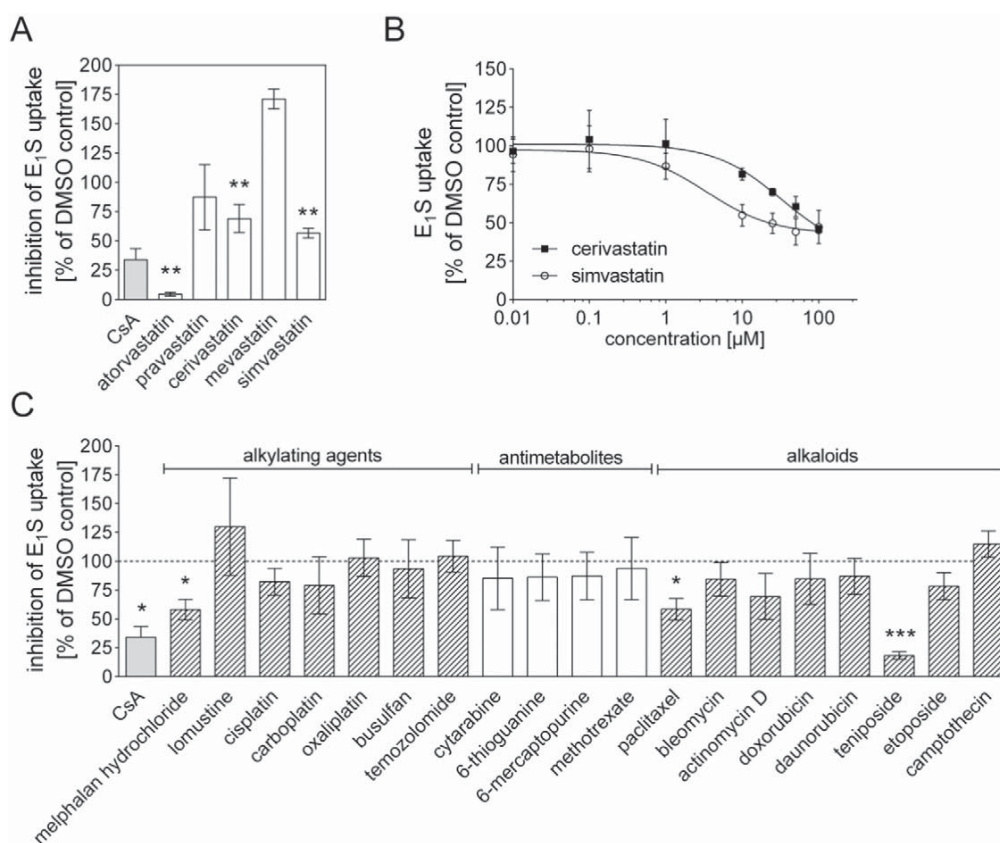 A
inhibition of E1S uptake
[% of DMSO control]
200
175
150
125
100
75
50
25
0
**
**
**
CsA
atorvastatin
pravastatin
cerivastatin
mevastatin
simvastatin
B
E1S uptake
[% of DMSO control]
150
125
100
75
50
25
0
cerivastatin
simvastatin
0.01
0.1
1
10
100
concentration [µM]
C
inhibition of E1S uptake
[% of DMSO control]
200
175
150
125
100
75
50
25
0
alkylating agents
antimetabolites
alkaloids
*
*
*
***
CsA
melphalan hydrochloride
lomustine
cisplatin
carboplatin
oxaliplatin
busulfan
temozolomide
cytarabine
6-thioguanine
6-mercaptopurine
methotrexate
paclitaxel
bleomycin
actinomycin D
doxorubicin
daunorubicin
teniposide
etoposide
camptothecin